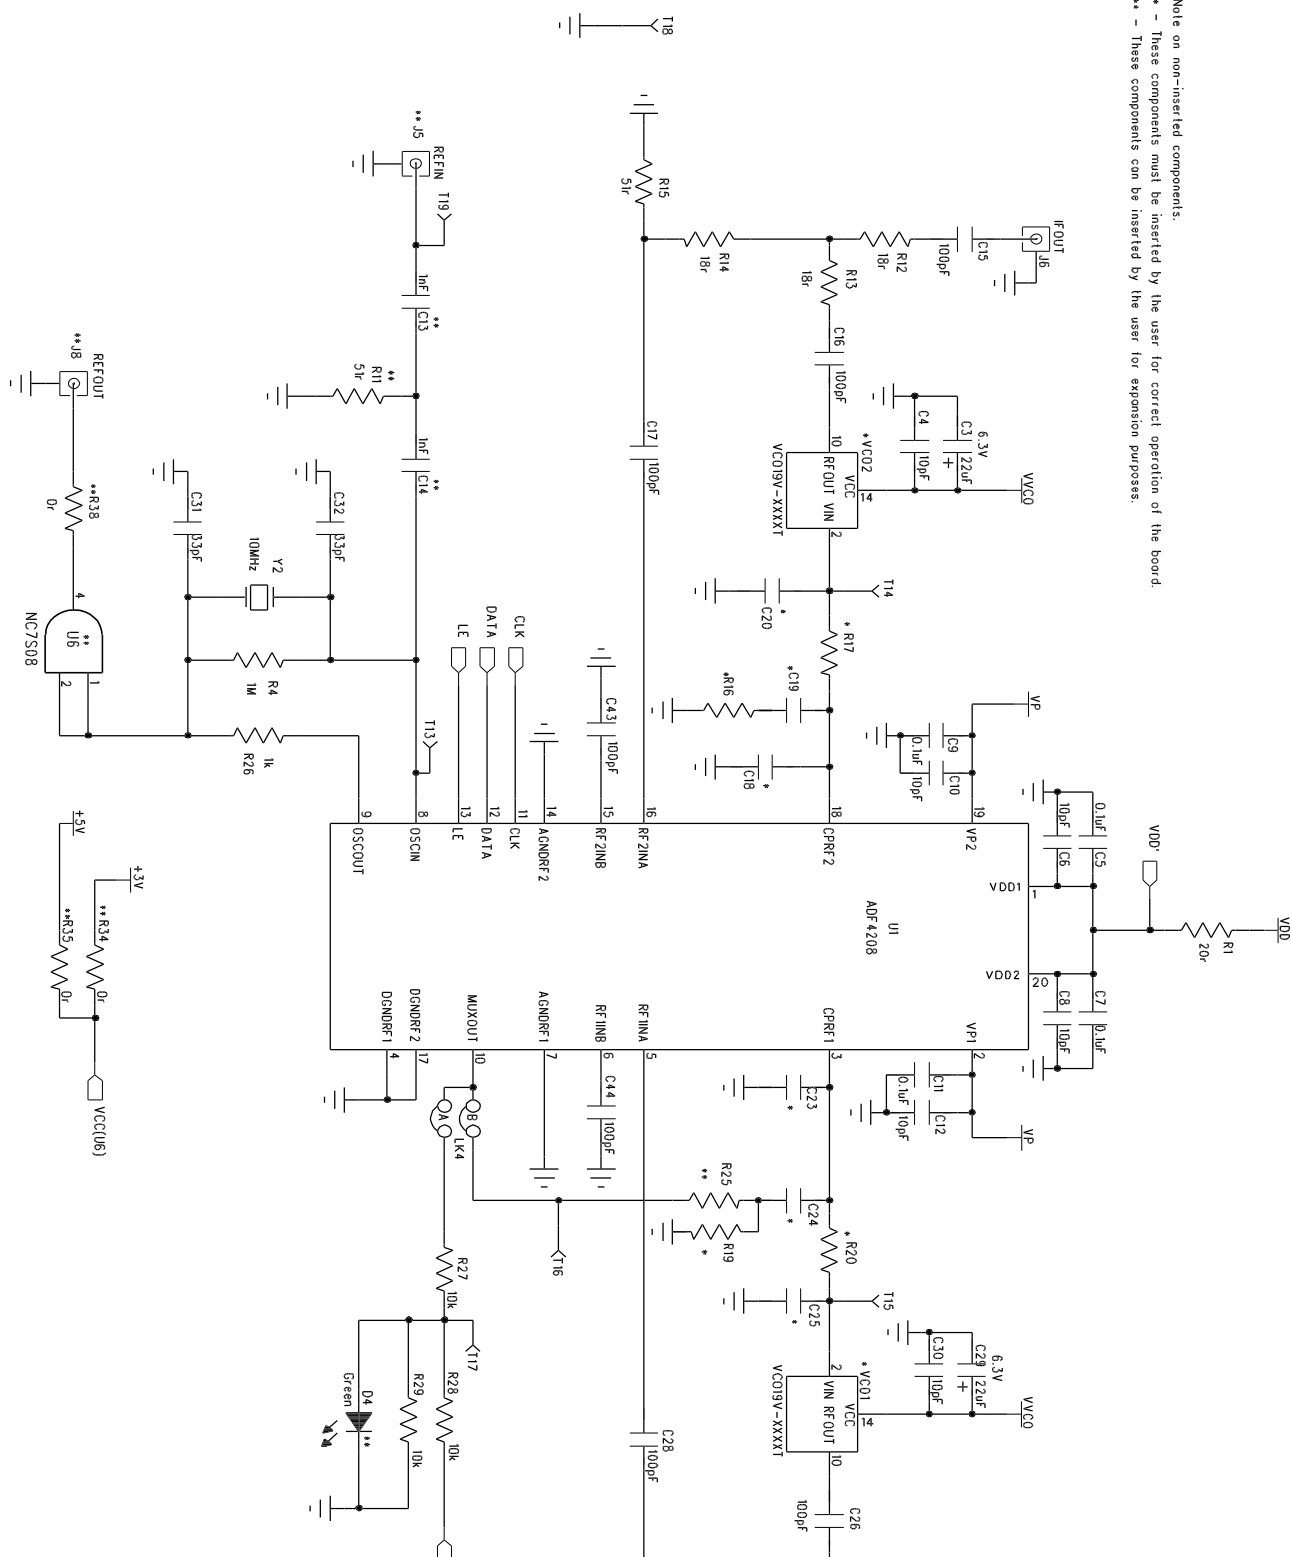 Note on non-inserted components.
* - These components must be inserted by the user for correct operation of the board.
** - These components can be inserted by the user for expansion purposes.
T18
IFOUT
J6
C15
100pF
R12
18r
R13
18r
R14
18r
R15
51r
C16
100pF
C17
100pF
**J5
REFIN
T19
1nF
C13
**
**
R11
51r
1nF
C14
**
**J8
REFOUT
**R38
0r
4
**
U6
NC7S08
1
2
C31
33pF
C32
33pF
Y2
10MHz
R4
1M
R26
1k
T13
LE
DATA
CLK
C43
100pF
*VCO2
VCO19V-XXXXT
10
RFOUT
VIN
VCC
14
2
C4
10pF
C3
6.3V
22uF
+
VVCO
T14
C20
*
* R17
*R16
*C19
C18
*
VP
C9
0.1uF
C10
10pF
VDD
R1
20r
VDD'
0.1uF
C5
10pF
C6
C7
0.1uF
C8
10pF
U1
ADF4208
9
OSCOUT
8
OSCIN
13
LE
12
DATA
11
CLK
14
AGNDRF2
15
RF2INB
16
RF2INA
18
CPRF2
19
VP2
VDD1
1
VDD2
20
DGNDRF1
4
DGNDRF2
17
MUXOUT
10
AGNDRF1
7
RF1INB
6
RF1INA
5
CPRF1
3
VP1
2
+5V
+3V
**R34
0r
**R35
0r
VCC(U6)
C11
0.1uF
C12
10pF
VP
C23
*
C44
100pF
A
B
LK4
R25
**
C24
*
R19
*
* R20
T16
T15
C25
*
R27
10k
T17
R28
10k
R29
10k
D4
Green
**
*VCO1
VCO19V-XXXXT
2
VIN
RFOUT
VCC
14
10
C30
10pF
C29
6.3V
22uF
+
VVCO
C28
100pF
C26
100pF